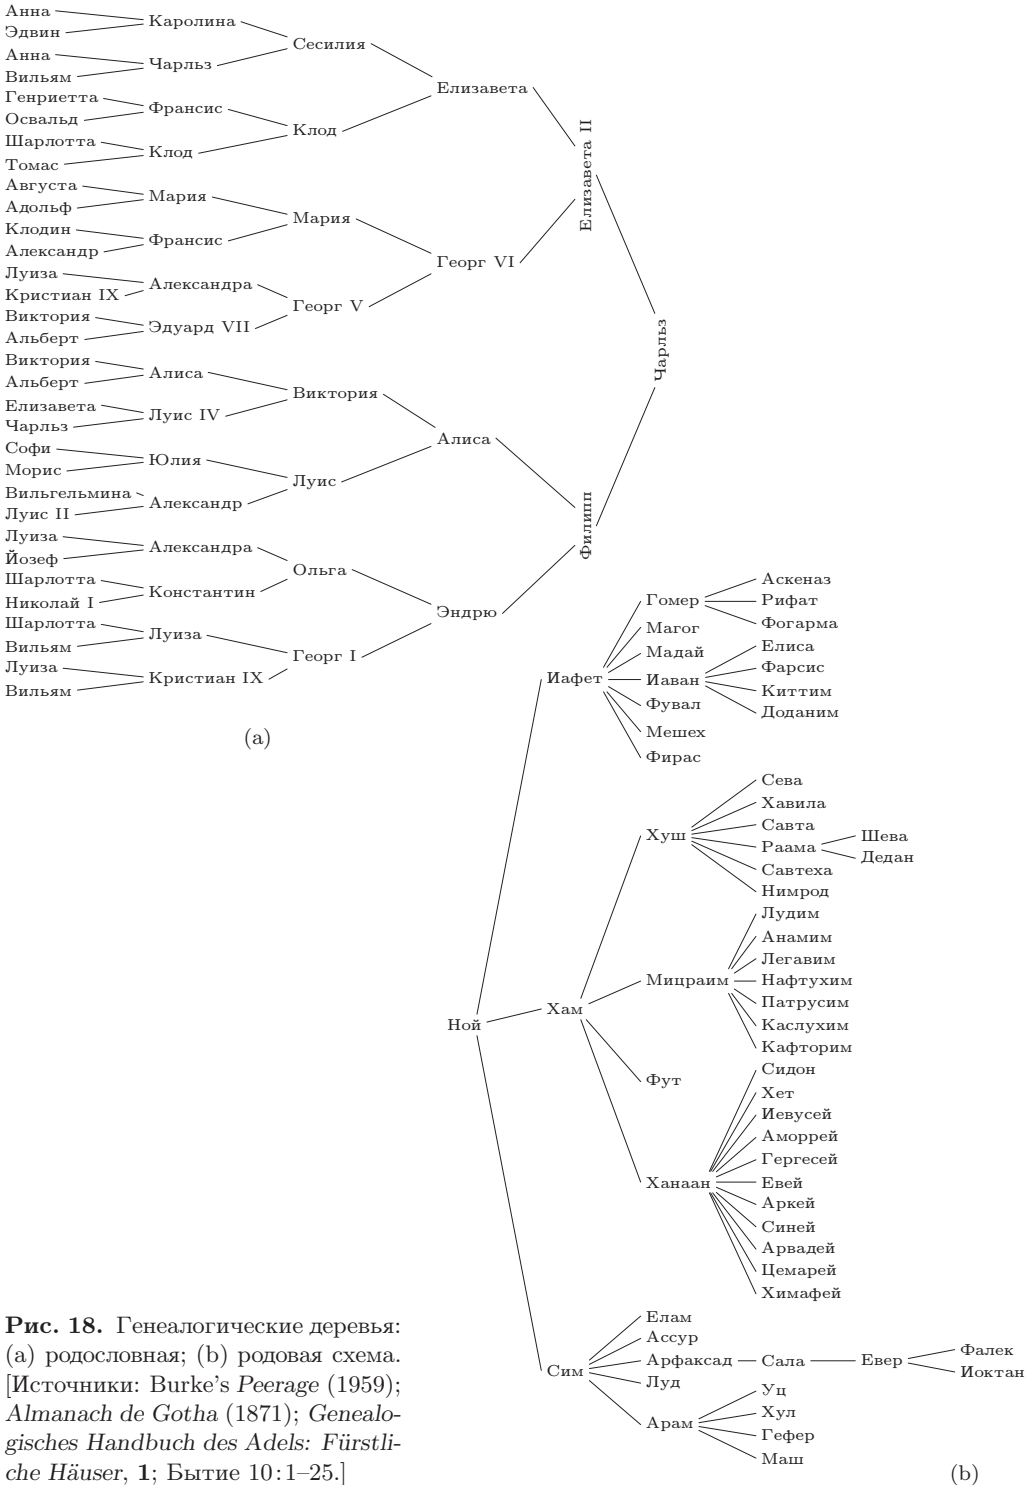 Анна
Эдвин
Каролина
Сесилия
Анна
Вильям
Чарльз
Елизавета
Генриетта
Освальд
Франсис
Клод
Шарлотта
Томас
Клод
Елизавета II
Августа
Адольф
Мария
Мария
Клодин
Александр
Франсис
Георг VI
Луиза
Кристиан IX
Александра
Георг V
Виктория
Альберт
Эдуард VII
Чарльз
Виктория
Альберт
Алиса
Виктория
Елизавета
Чарльз
Луис IV
Алиса
Софи
Морис
Юлия
Луис
Вильгельмина
Луис II
Александр
Филипп
Луиза
Йозеф
Александра
Ольга
Шарлотта
Николай I
Константин
Эндрю
Шарлотта
Вильям
Луиза
Георг I
Луиза
Вильям
Кристиан IX
(a)
Ной
Иафет
Гомер
Аскеназ
Рифат
Фогарма
Магог
Мадай
Иаван
Елиса
Фарсис
Киттим
Доданим
Фувал
Мешех
Фирас
Хам
Хуш
Сева
Хавила
Савта
Раама
Шева
Дедан
Савтеха
Нимрод
Мицраим
Лудим
Анамим
Легавим
Нафтухим
Патрусим
Каслухим
Кафторим
Фут
Ханаан
Сидон
Хет
Иевусей
Аморрей
Гергесей
Евей
Аркей
Синей
Арвадей
Цемарей
Химафей
Сим
Елам
Ассур
Арфаксад
Сала
Евер
Фалек
Иоктан
Луд
Арам
Уц
Хул
Гефер
Маш
(b)
Рис. 18. Генеалогические деревья:
(a) родословная; (b) родовая схема.
[Источники: Burke's Peerage (1959);
Almanach de Gotha (1871); Genealo-
gisches Handbuch des Adels: Fürstli-
che Häuser, 1; Бытие 10:1–25.]